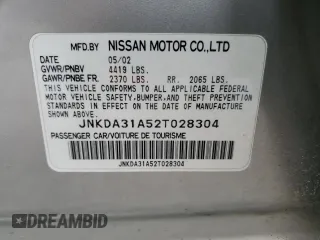 MFD.BY NISSAN MOTOR CO.,LTD
DATE 05/02
GVWR/PNBV 4419 LBS.
GAWR/PNBE FR. 2370 LBS. RR. 2065 LBS.
THIS VEHICLE CONFORMS TO ALL APPLICABLE FEDERAL
MOTOR VEHICLE SAFETY,BUMPER,AND THEFT PREVENTION
STANDARDS IN EFFECT ON THE DATE OF
MANUFACTURE SHOWN ABOVE.
JNKDA31A52T028304
PASSENGER CAR/VOITURE DE TOURISME
JNKDA31A52T028304
DREAMBID